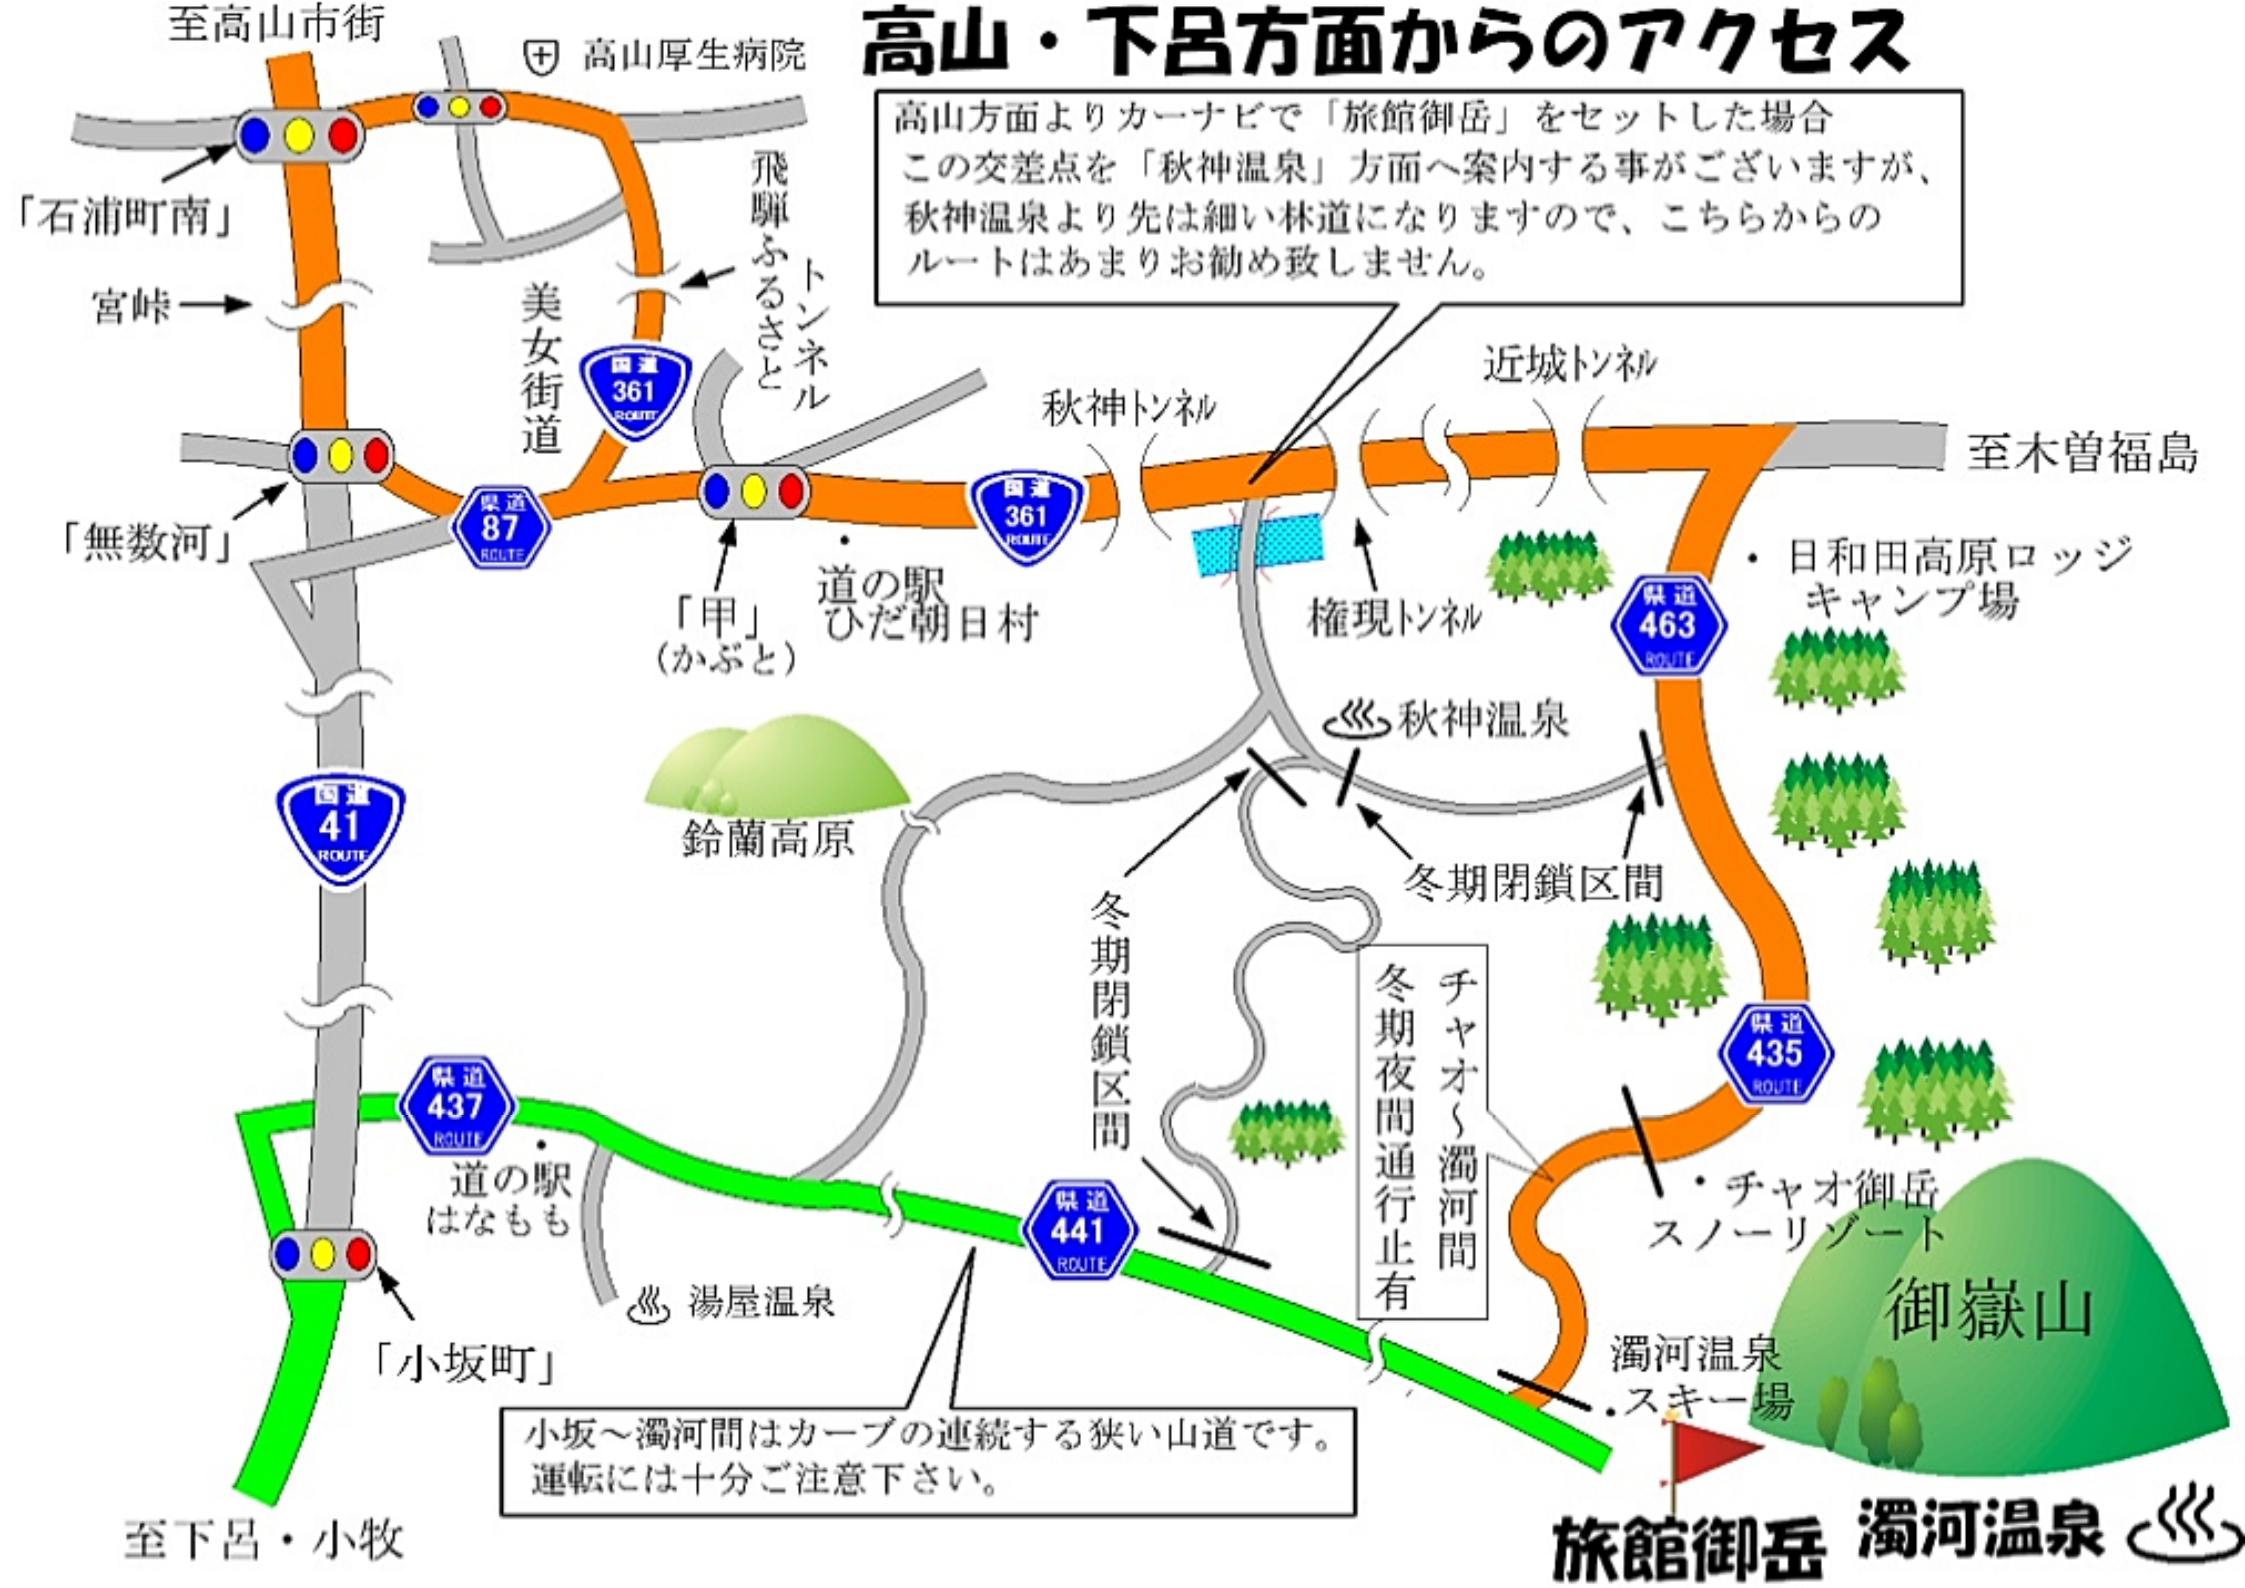 高山・下呂方面からのアクセス
至高山市街
高山厚生病院
高山方面よりカーナビで「旅館御岳」をセットした場合
この交差点を「秋神温泉」方面へ案内する事がございますが、
秋神温泉より先は細い林道になりますので、こちらからの
ルートはあまりお勧め致しません。
「石浦町南」
飛騨ふるさと
トンネル
宮峠
美女街道
国道
361
ROUTE
近城トンネル
秋神トンネル
至木曽福島
「無数河」
県道
87
ROUTE
国道
361
ROUTE
「甲」
(かぶと)
道の駅
ひだ朝日村
権現トンネル
日和田高原ロッジ
キャンプ場
県道
463
ROUTE
秋神温泉
鈴蘭高原
国道
41
ROUTE
冬期閉鎖区間
冬期閉鎖区間
チャオ～濁河間
冬期夜間通行止有
県道
435
ROUTE
県道
437
ROUTE
道の駅
はなもも
県道
441
ROUTE
チャオ御岳
スノーリゾート
御嶽山
湯屋温泉
「小坂町」
濁河温泉
スキー場
小坂～濁河間はカーブの連続する狭い山道です。
運転には十分ご注意下さい。
至下呂・小牧
旅館御岳
濁河温泉